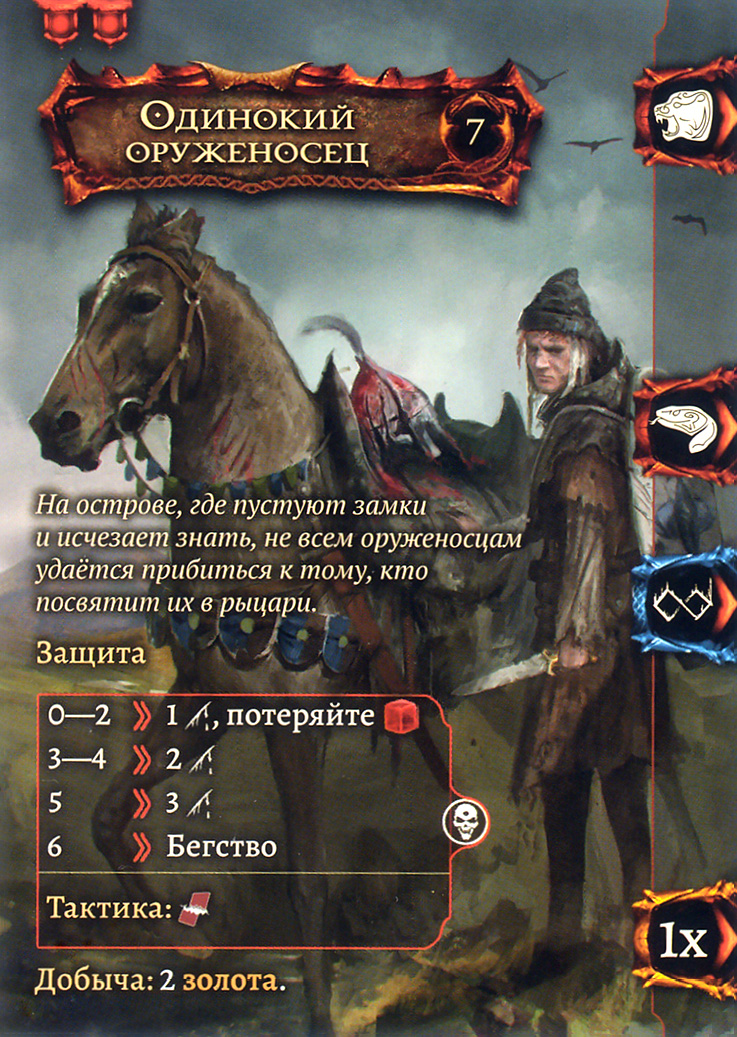 Одинокий
оруженосец
7
На острове, где пустуют замки
и исчезает знать, не всем оруженосцам
удаётся прибиться к тому, кто
посвятит их в рыцари.
Защита
0—2 » 1 , потеряйте
3—4 » 2
5 » 3
6 » Бегство
Тактика:
1x
Добыча: 2 золота.